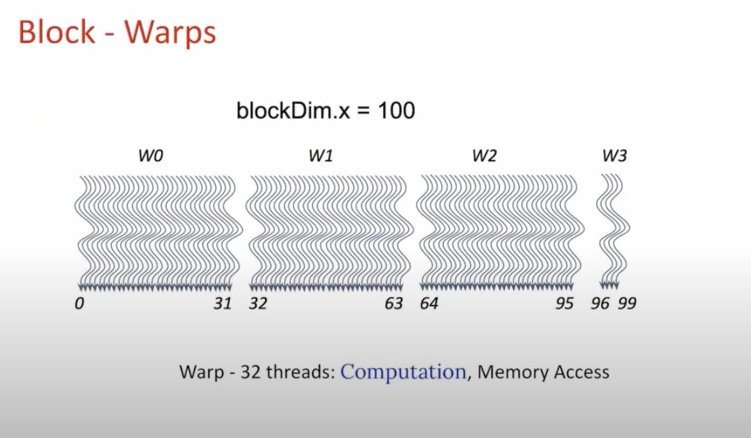 Block - Warps
blockDim.x = 100
W0 W1 W2 W3
0 31 32 63 64 95 96 99
Warp - 32 threads: Computation, Memory Access